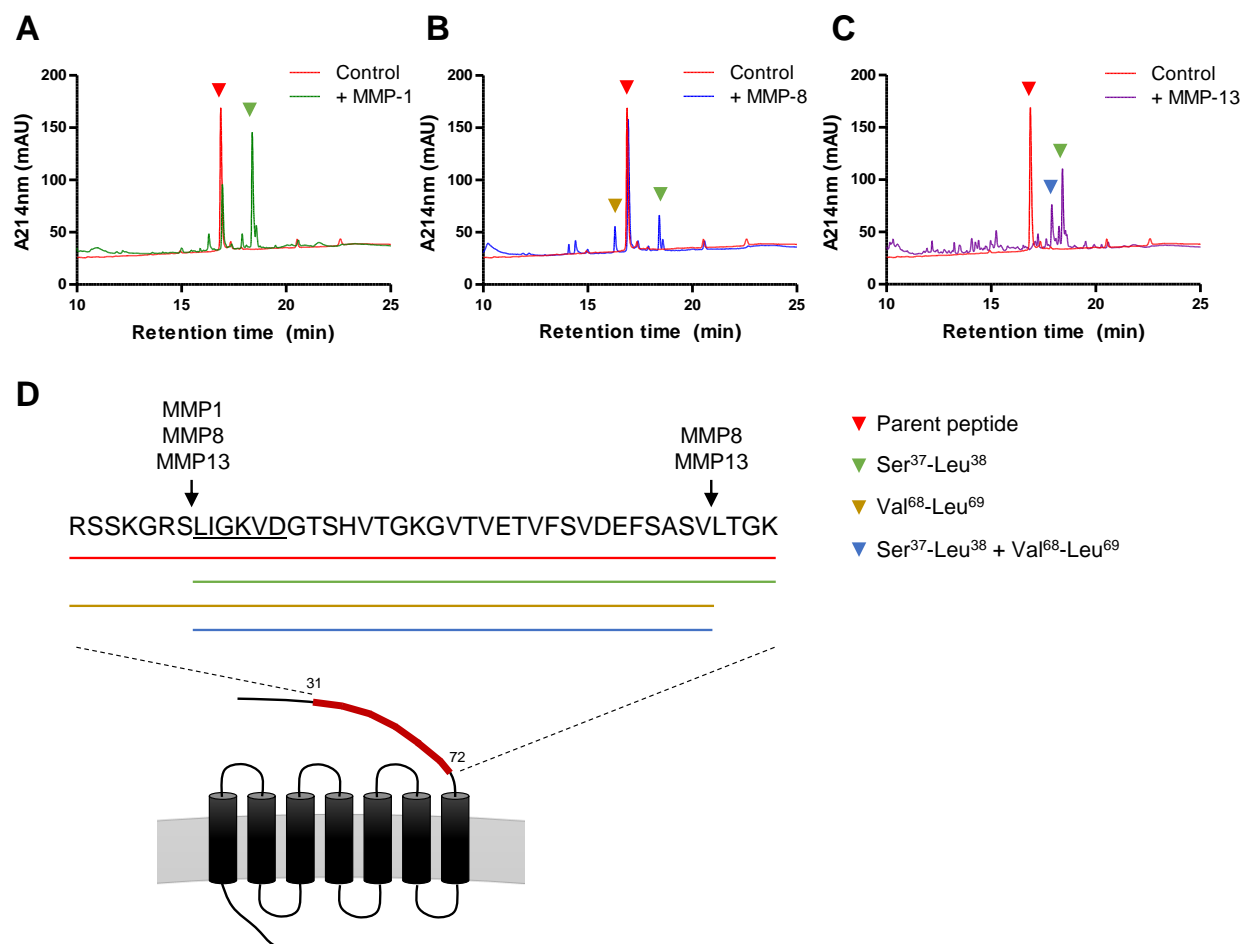 A
200
150
100
50
0
A214nm (mAU)
10 15 20 25
Retention time (min)
Control
+ MMP-1
B
200
150
100
50
0
A214nm (mAU)
10 15 20 25
Retention time (min)
Control
+ MMP-8
C
200
150
100
50
0
A214nm (mAU)
10 15 20 25
Retention time (min)
Control
+ MMP-13
D
MMP1
MMP8
MMP13
MMP8
MMP13
RSSKGRSLIGKVDGTSHVTGKGVTVETVFSVDEFSASVLTGK
Parent peptide
Ser³⁷-Leu³⁸
Val⁶⁸-Leu⁶⁹
Ser³⁷-Leu³⁸ + Val⁶⁸-Leu⁶⁹
31
72